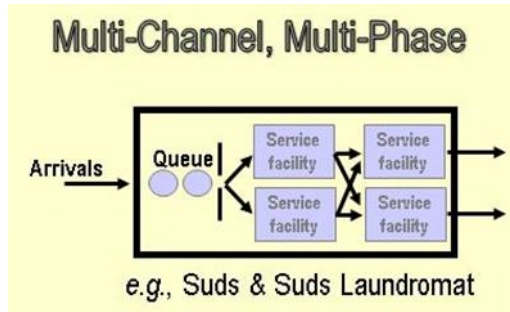 Multi-Channel, Multi-Phase
Arrivals
Queue
Service
facility
Service
facility
Service
facility
Service
facility
e.g., Suds & Suds Laundromat